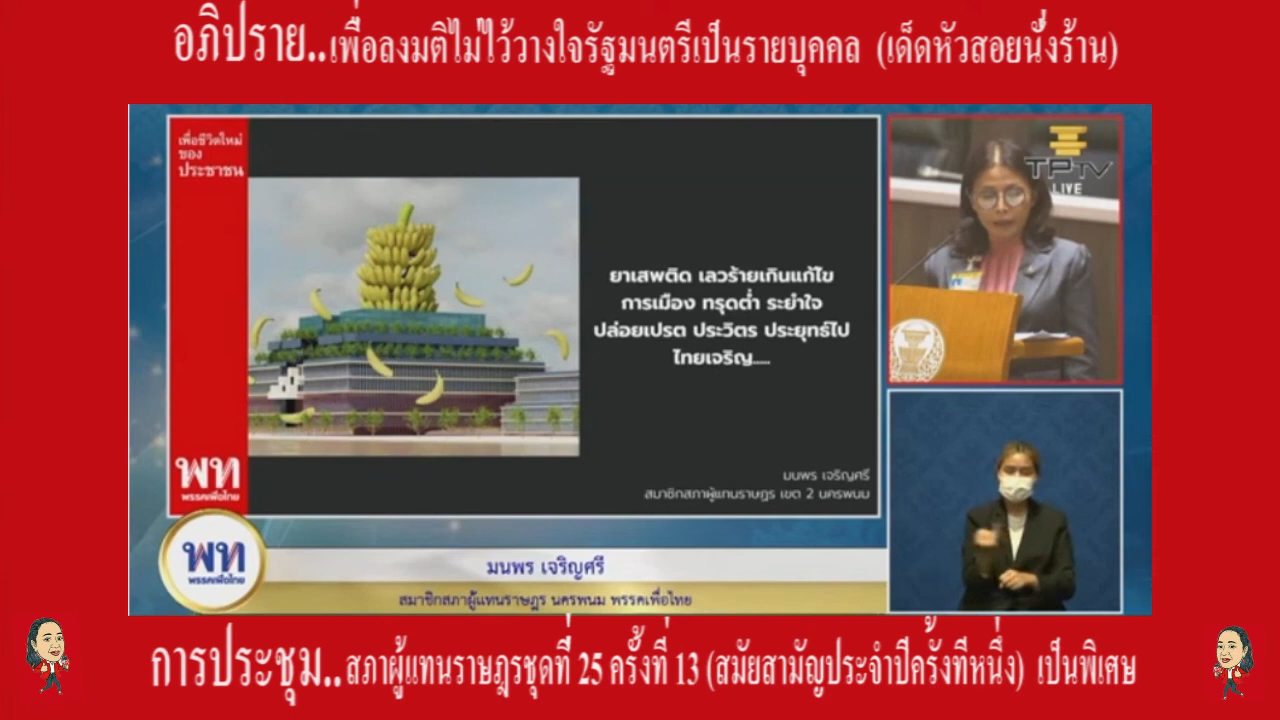 อภิปราย..เพื่อลงมติไม่ไว้วางใจรัฐมนตรีเป็นรายบุคคล (เด็ดหัวสอยนั่งร้าน)
เพื่อชีวิตใหม่
ของ
ประชาชน
TPTV
LIVE
ยาเสพติด เลวร้ายเกินแก้ไข
การเมือง ทรุดต่ำ ระยำใจ
ปล่อยเปรต ประวิตร ประยุทธ์ไป
ไทยเจริญ.....
พท
พรรคเพื่อไทย
มนพร เจริญศรี
สมาชิกสภาผู้แทนราษฎร เขต 2 นครพนม
พท
พรรคเพื่อไทย
มนพร เจริญศรี
สมาชิกสภาผู้แทนราษฎร นครพนม พรรคเพื่อไทย
การประชุม..สภาผู้แทนราษฎรชุดที่ 25 ครั้งที่ 13 (สมัยสามัญประจำปีครั้งที่หนึ่ง) เป็นพิเศษ